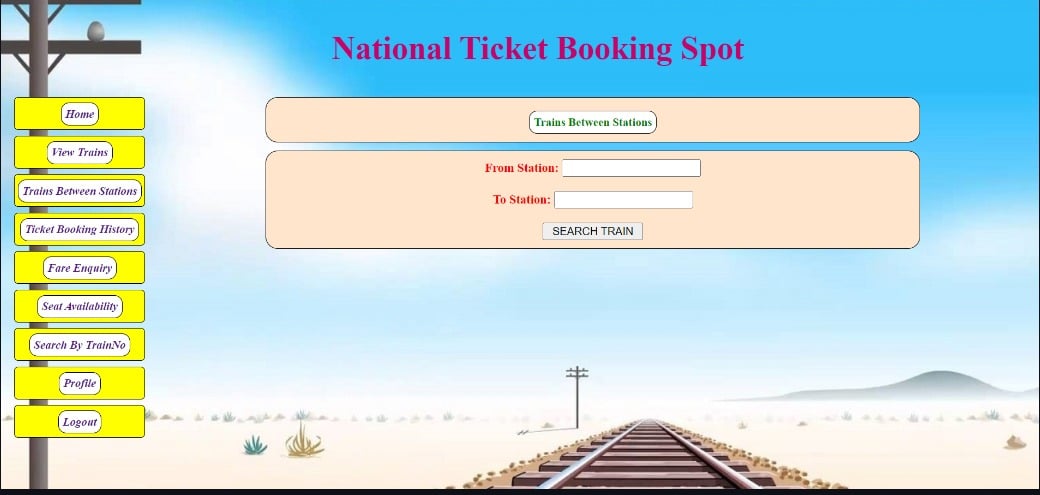 National Ticket Booking Spot
Home
View Trains
Trains Between Stations
Ticket Booking History
Fare Enquiry
Seat Availability
Search By TrainNo
Profile
Logout
Trains Between Stations
From Station:
To Station:
SEARCH TRAIN